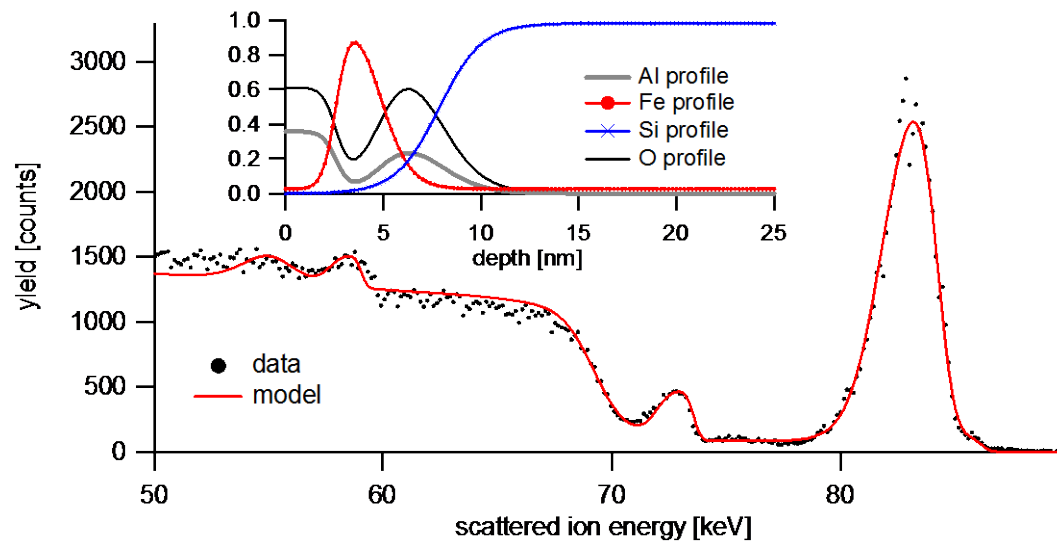 1.0
0.8
0.6
0.4
0.2
0.0
0 5 10 15 20 25
depth [nm]
Al profile
Fe profile
Si profile
O profile
3000
2500
2000
1500
1000
500
0
yield [counts]
data
model
50 60 70 80
scattered ion energy [keV]